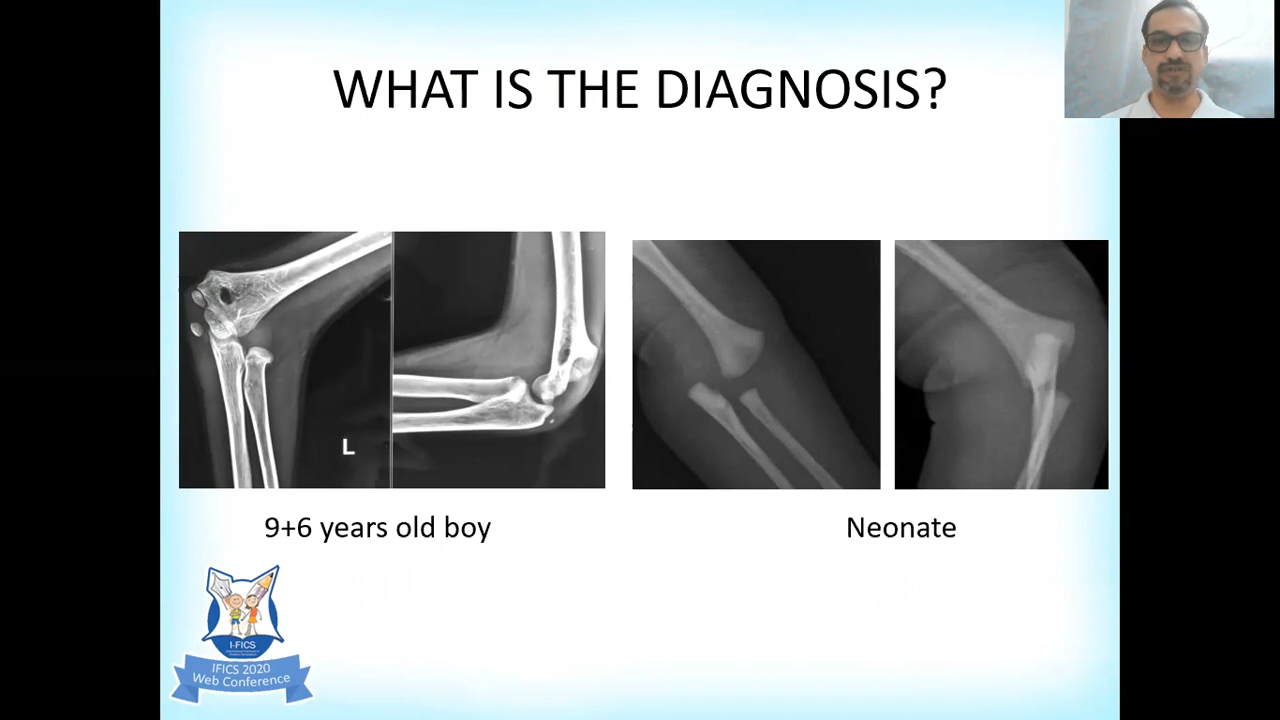 WHAT IS THE DIAGNOSIS?
L
9+6 years old boy
Neonate
I-FICS
IFICS 2020
Web Conference